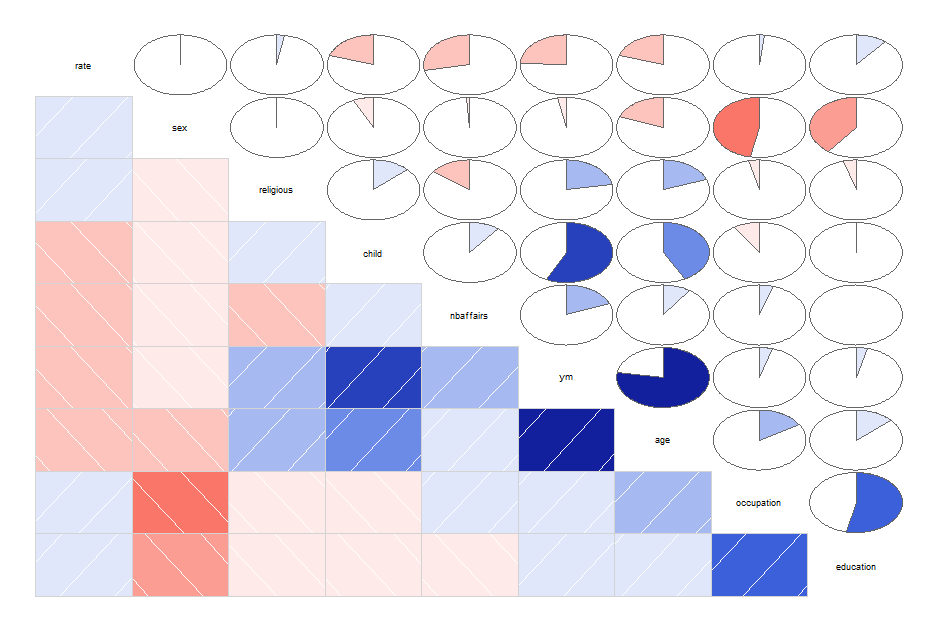 rate
sex
religious
child
nbaffairs
ym
age
occupation
education